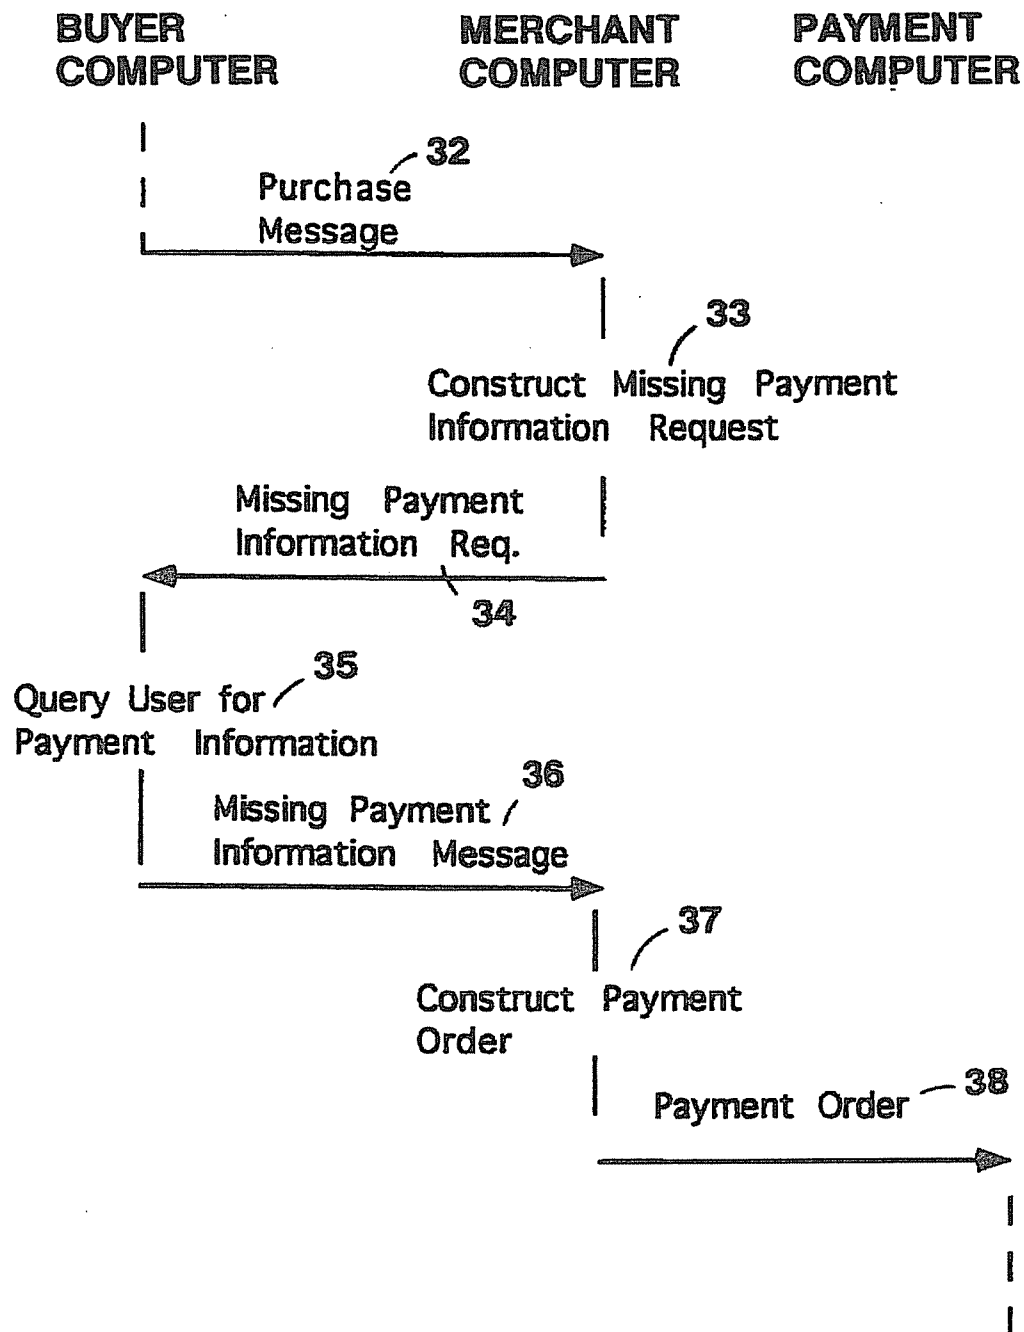 BUYER
COMPUTER
MERCHANT
COMPUTER
PAYMENT
COMPUTER
32
Purchase
Message
33
Construct Missing Payment
Information Request
Missing Payment
Information Req.
34
35
Query User for
Payment Information
36
Missing Payment
Information Message
37
Construct Payment
Order
38
Payment Order